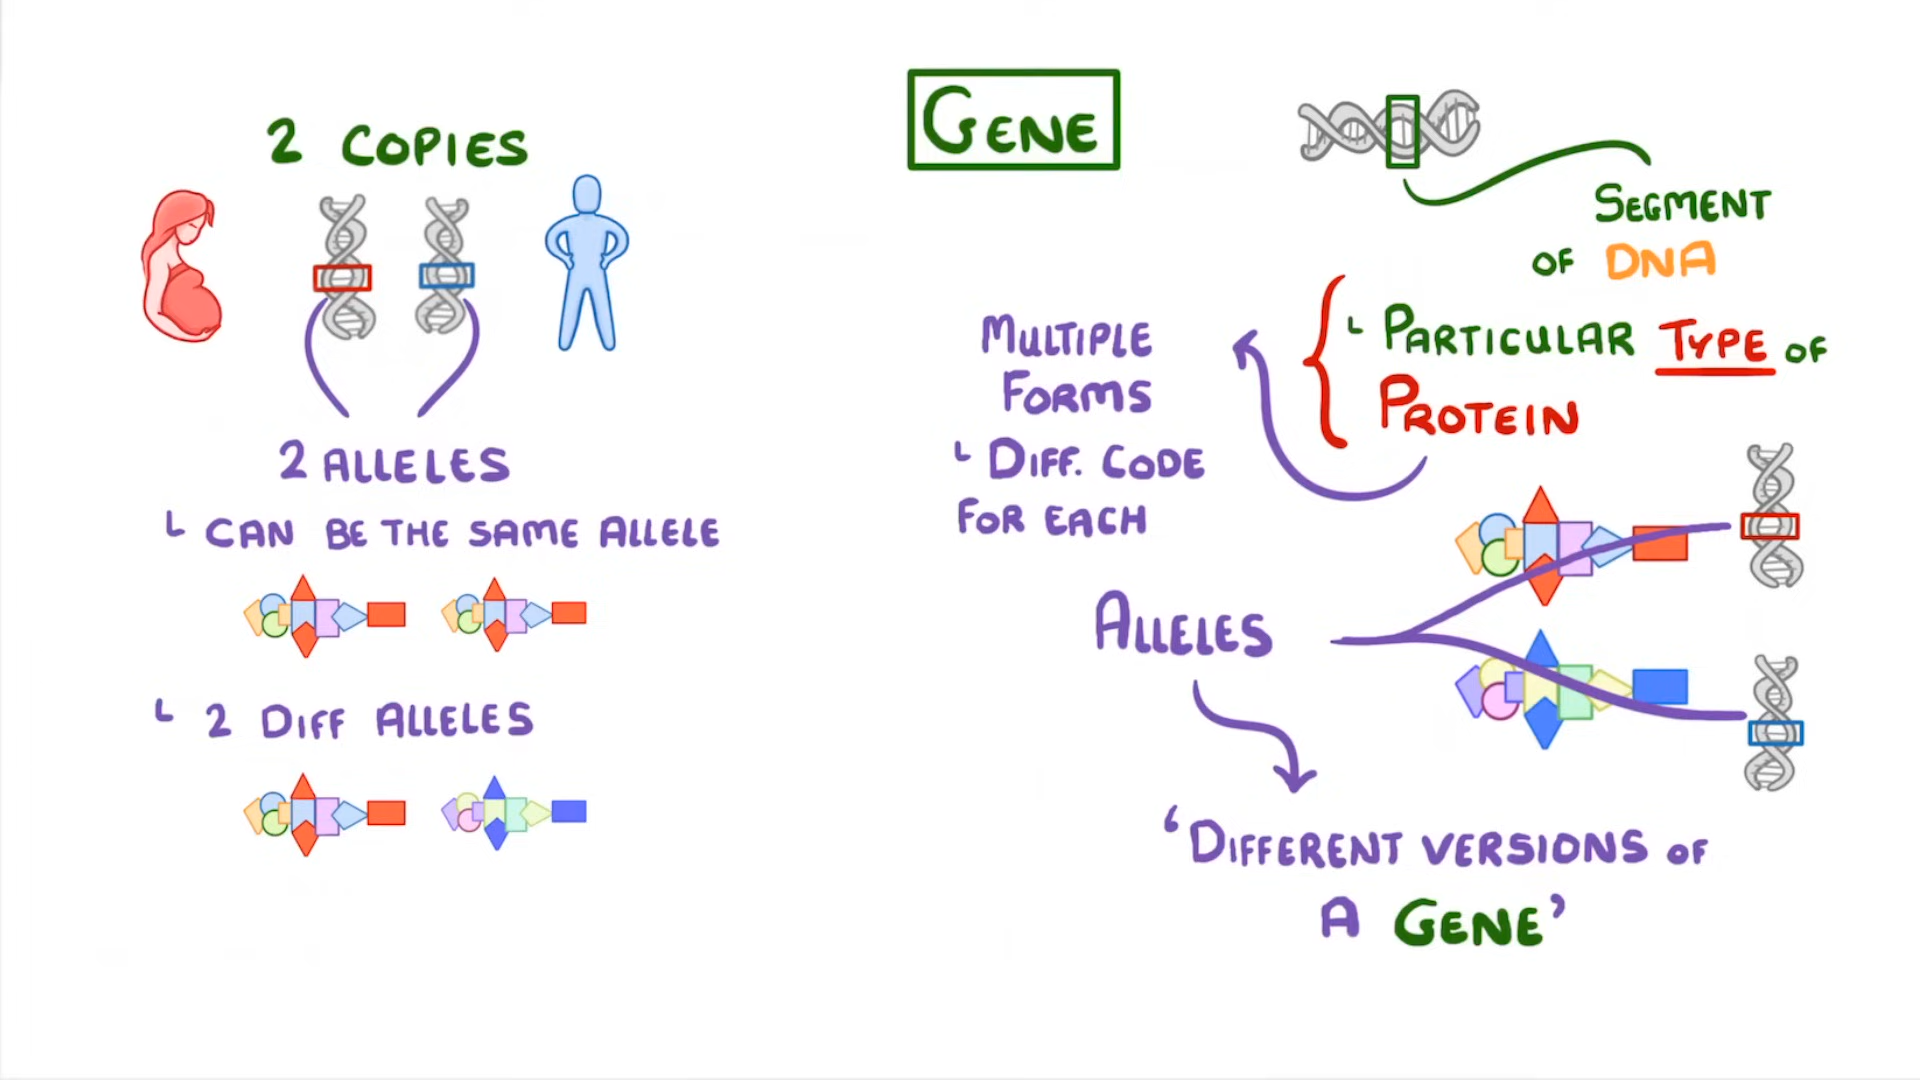 2 COPIES
2 ALLELES
└ CAN BE THE SAME ALLELE
└ 2 DIFF ALLELES
GENE
SEGMENT
OF DNA
└ PARTICULAR TYPE OF
PROTEIN
MULTIPLE
FORMS
└ DIFF. CODE
FOR EACH
ALLELES
‘DIFFERENT VERSIONS OF
A GENE’